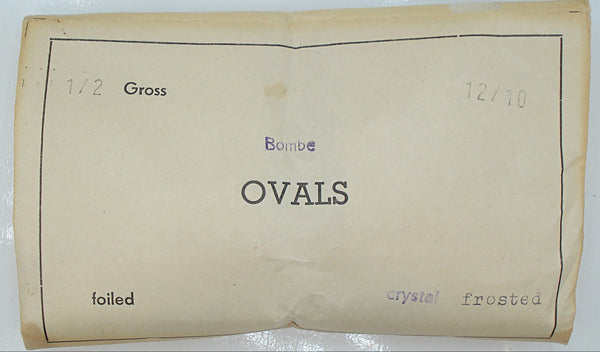 1/2 Gross 12/10
Bombe
OVALS
foiled crystal frosted